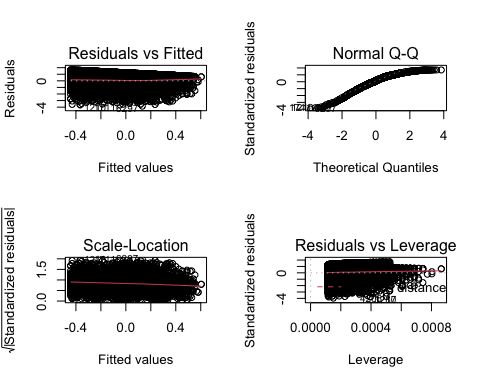 Residuals vs Fitted
Residuals
0
-4
-0.4
0.0
0.4
Fitted values
Normal Q-Q
Standardized residuals
0
-4
-4
-2
0
2
4
Theoretical Quantiles
Scale-Location
√|Standardized residuals|
1.5
0.0
-0.4
0.0
0.4
Fitted values
Residuals vs Leverage
Standardized residuals
0
-4
distance
0.0000
0.0004
0.0008
Leverage